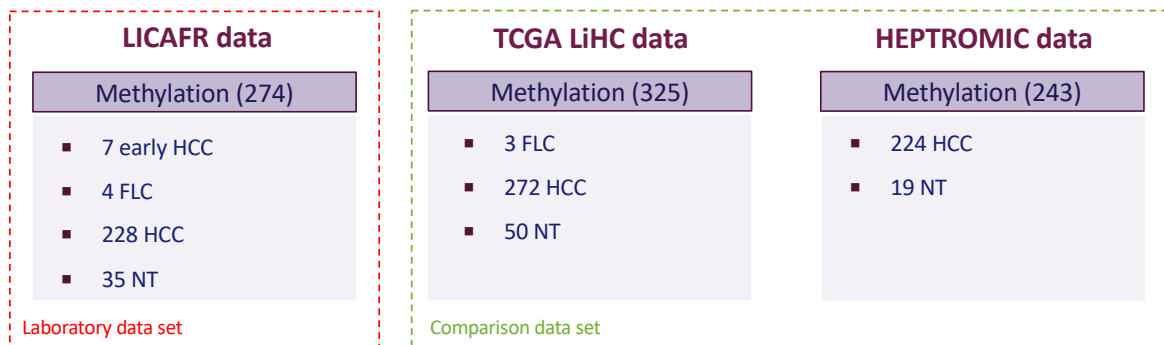 LICAFR data
Methylation (274)
▪ 7 early HCC
▪ 4 FLC
▪ 228 HCC
▪ 35 NT
Laboratory data set
TCGA LiHC data
Methylation (325)
▪ 3 FLC
▪ 272 HCC
▪ 50 NT
HEPTROMIC data
Methylation (243)
▪ 224 HCC
▪ 19 NT
Comparison data set